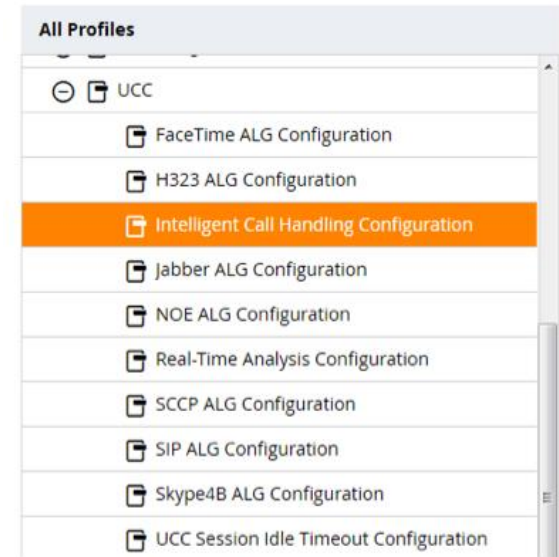 All Profiles
UCC
FaceTime ALG Configuration
H323 ALG Configuration
Intelligent Call Handling Configuration
Jabber ALG Configuration
NOE ALG Configuration
Real-Time Analysis Configuration
SCCP ALG Configuration
SIP ALG Configuration
Skype4B ALG Configuration
UCC Session Idle Timeout Configuration